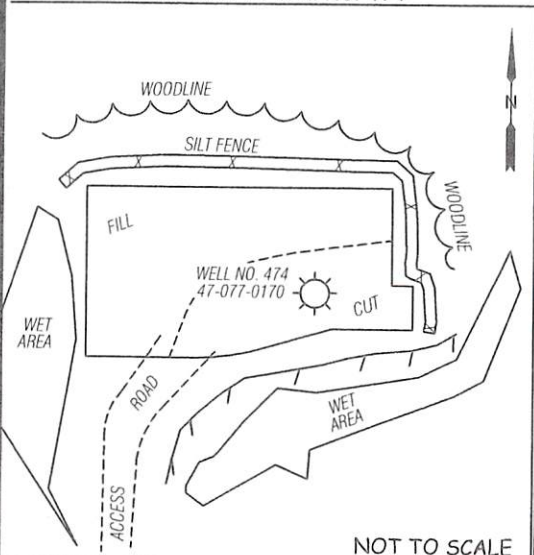 WOODLINE
N
SILT FENCE
WOODLINE
FILL
WELL NO. 474
47-077-0170
CUT
WET
AREA
ROAD
WET
AREA
ACCESS
NOT TO SCALE